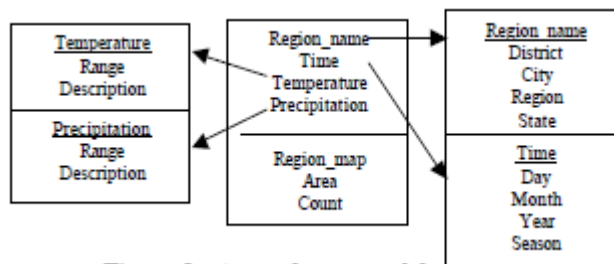 Temperature
Range
Description
Precipitation
Range
Description
Region_name
Time
Temperature
Precipitation
Region_map
Area
Count
Region_name
District
City
Region
State
Time
Day
Month
Year
Season